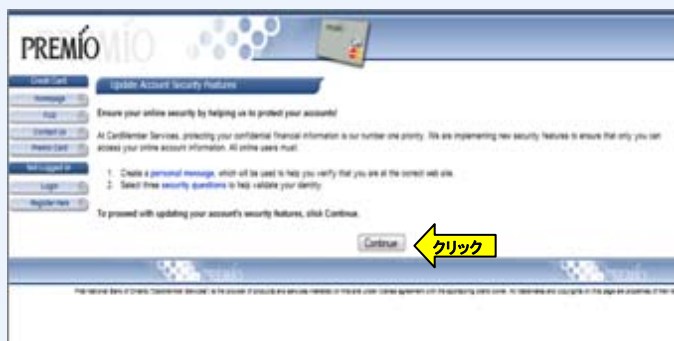 PREMÍO
Credit Card
Homepage
FAQ
Contact Us
Premio Card
Not Logged In
Login
Register Here
Update Account Security Features
Ensure your online security by helping us to protect your accounts!
At CardMember Services, protecting your confidential financial information is our number one priority. We are implementing new security features to ensure that only you can
access your online account information. All online users must:
1. Create a personal message, which will be used to help you verify that you are at the correct web site.
2. Select three security questions to help validate your identity.
To proceed with updating your account's security features, click Continue.
Continue
クリック